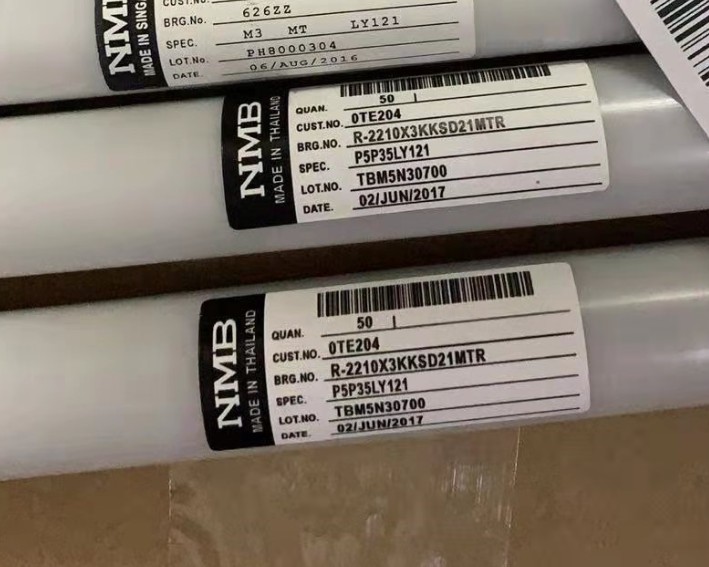 NMB
MADE IN SING
CUST.NO.
BRG.No. 626ZZ
SPEC. M3 MT LY121
LOT.No. PH8000304
DATE. 06/AUG/2016
NMB
MADE IN THAILAND
QUAN. 50
CUST.NO. 0TE204
BRG.NO. R-2210X3KKSD21MTR
SPEC. P5P35LY121
LOT.NO. TBM5N30700
DATE. 02/JUN/2017
NMB
MADE IN THAILAND
QUAN. 50
CUST.NO. 0TE204
BRG.NO. R-2210X3KKSD21MTR
SPEC. P5P35LY121
LOT.NO. TBM5N30700
DATE. 02/JUN/2017